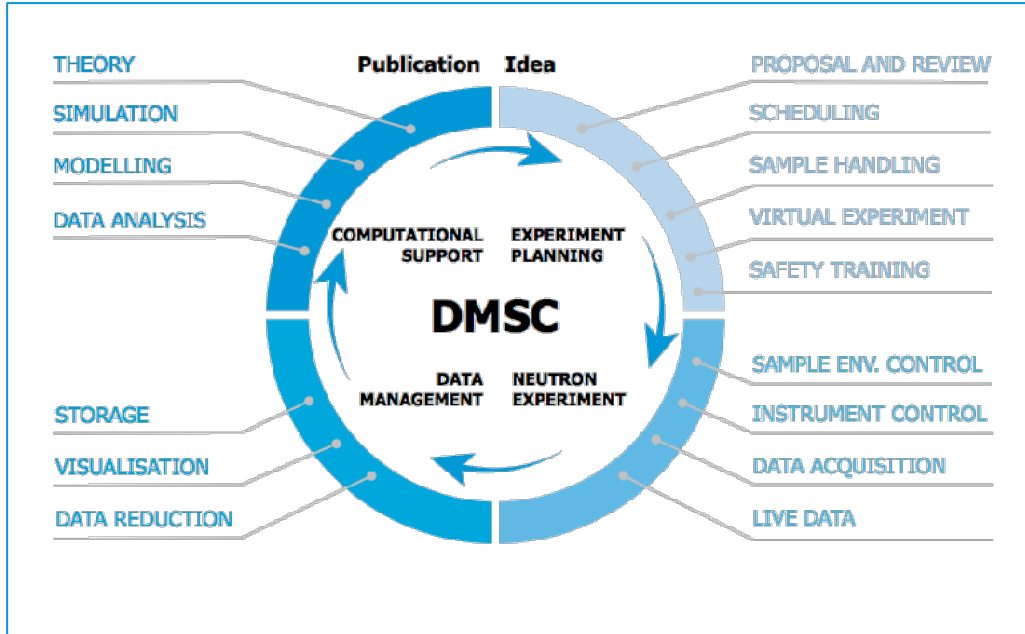 THEORY
SIMULATION
MODELLING
DATA ANALYSIS
STORAGE
VISUALISATION
DATA REDUCTION
Publication Idea
COMPUTATIONAL
SUPPORT
EXPERIMENT
PLANNING
DMSC
DATA
MANAGEMENT
NEUTRON
EXPERIMENT
PROPOSAL AND REVIEW
SCHEDULING
SAMPLE HANDLING
VIRTUAL EXPERIMENT
SAFETY TRAINING
SAMPLE ENV. CONTROL
INSTRUMENT CONTROL
DATA ACQUISITION
LIVE DATA